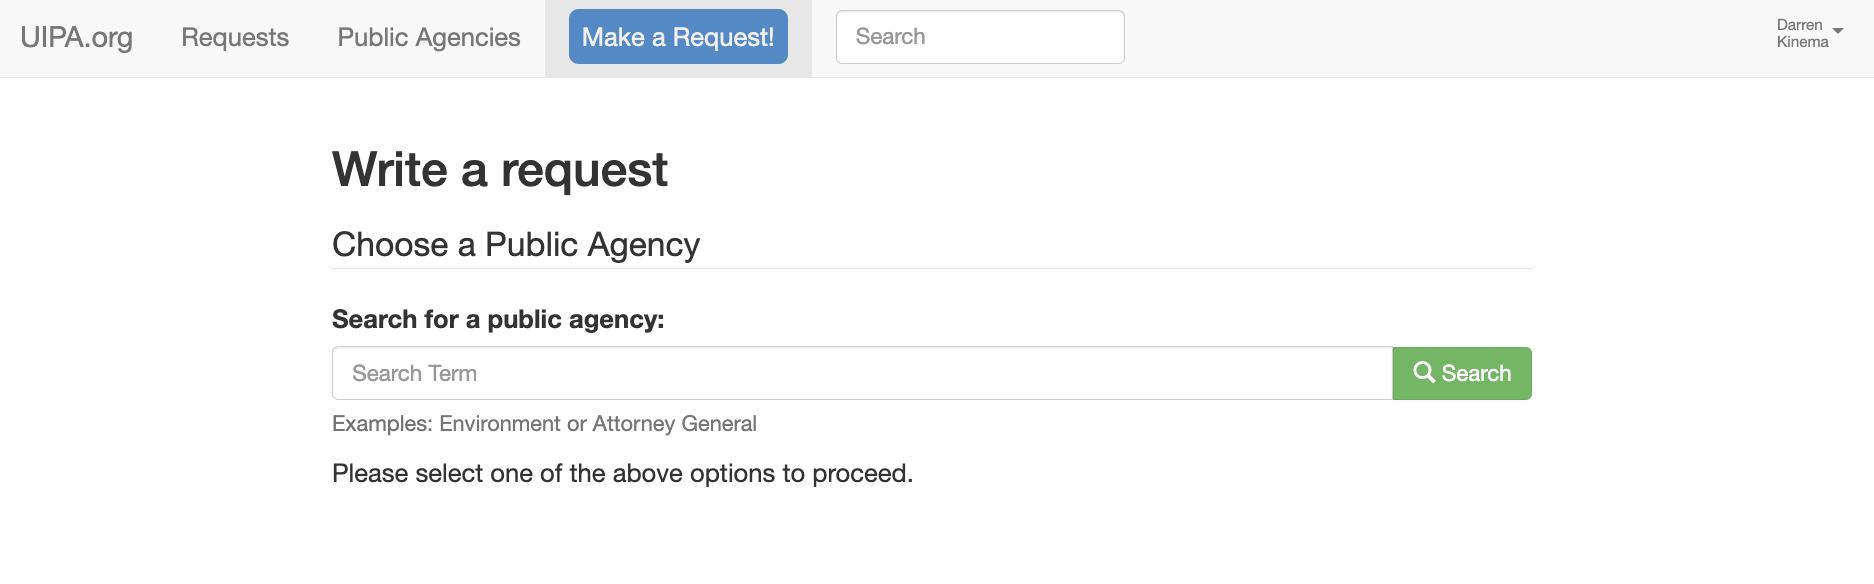 UIPA.org Requests Public Agencies Make a Request! Search Darren
Kinema
Write a request
Choose a Public Agency
Search for a public agency:
Search Term Search
Examples: Environment or Attorney General
Please select one of the above options to proceed.